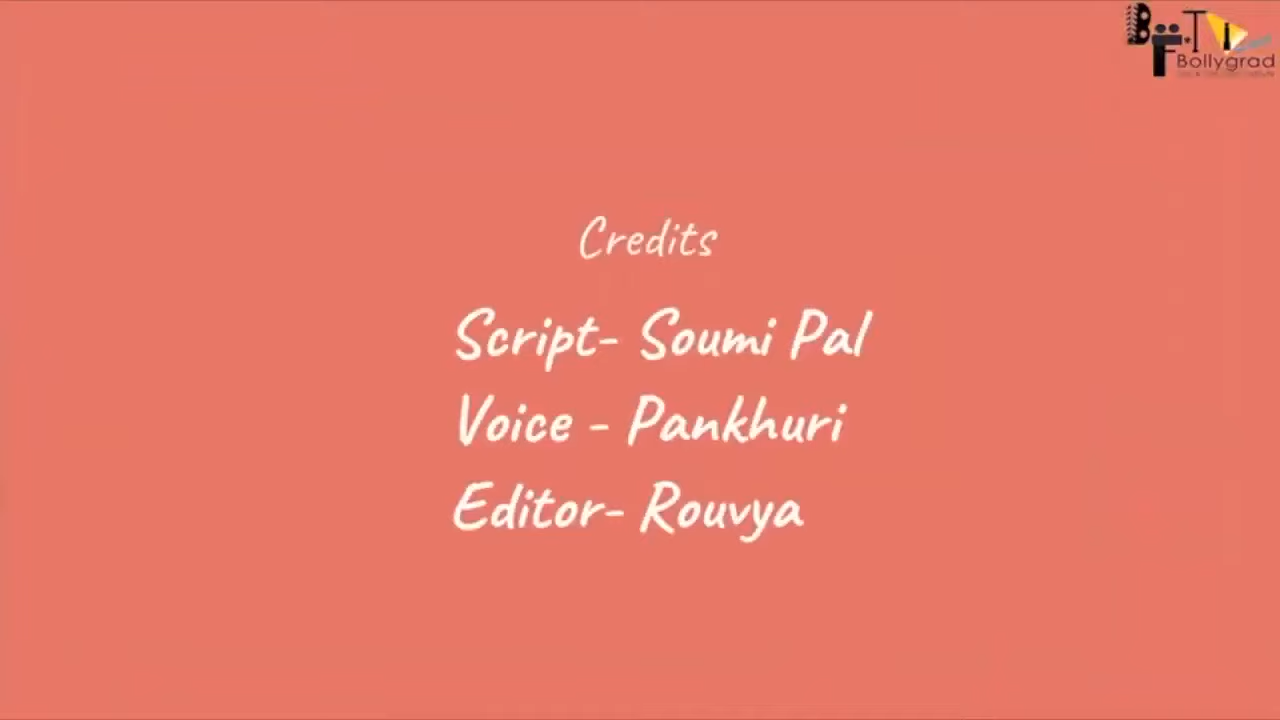 Bollygrad
Credits
Script- Soumi Pal
Voice - Pankhuri
Editor- Rouvya